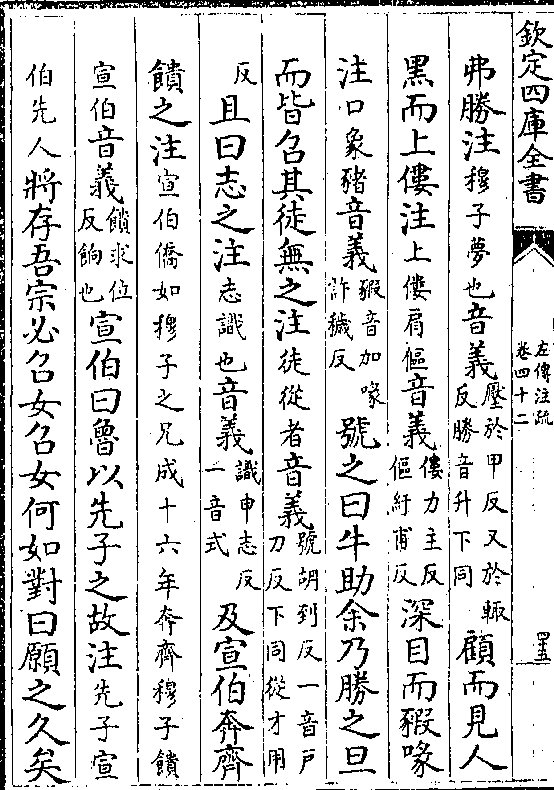 欽定四庫全書
左傳注疏
卷四十二
弗勝注穆子夢也音義壓於甲反又於輒反勝音升下同顧而見人
黑而上僂注上僂肩傴音義僂力主反傴紆甫反深目而豭喙
注口象豬音義豭音加喙許穢反號之曰牛助余乃勝之旦
而皆召其徒無之注徒從者音義號胡到反一音戶刀反下同從才用
反且曰志之注志識也音義識申志反一音式及宣伯奔齊
饋之注宣伯僑如穆子之兄成十六年奔齊穆子饋
宣伯音義饋求位反餉也宣伯曰魯以先子之故注先子宣
伯先人將存吾宗必召女召女何如對曰願之久矣